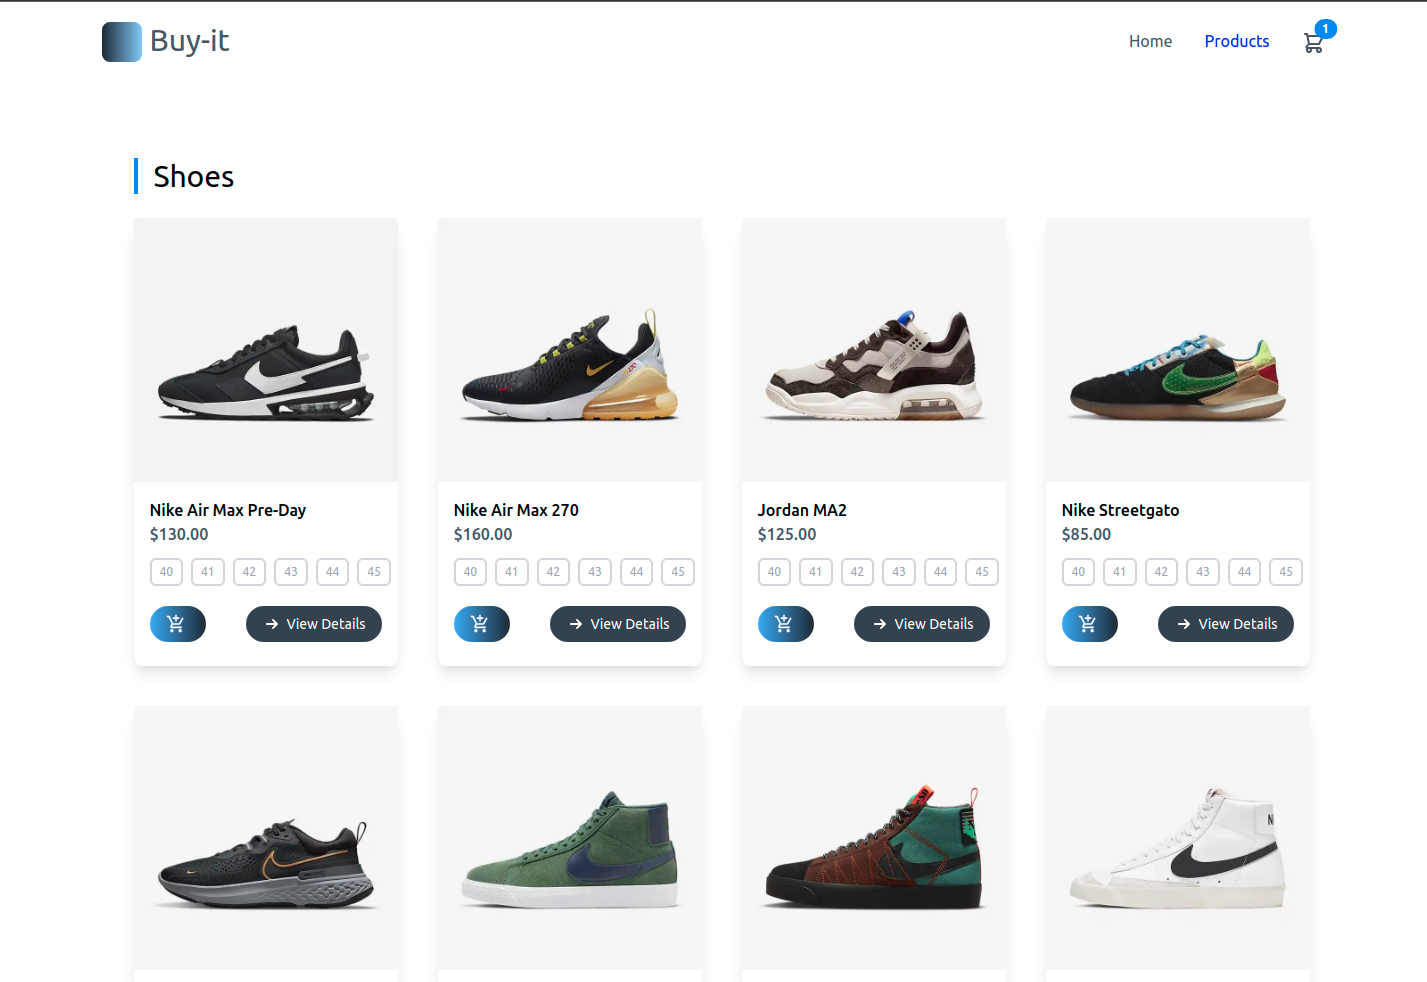 Buy-it
Home Products 1
Shoes
Nike Air Max Pre-Day
$130.00
40 41 42 43 44 45
View Details
Nike Air Max 270
$160.00
40 41 42 43 44 45
View Details
Jordan MA2
$125.00
40 41 42 43 44 45
View Details
Nike Streetgato
$85.00
40 41 42 43 44 45
View Details